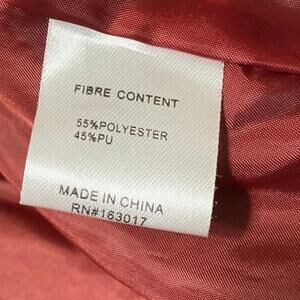 FIBRE CONTENT
55%POLYESTER
45%PU
MADE IN CHINA
RN#163017